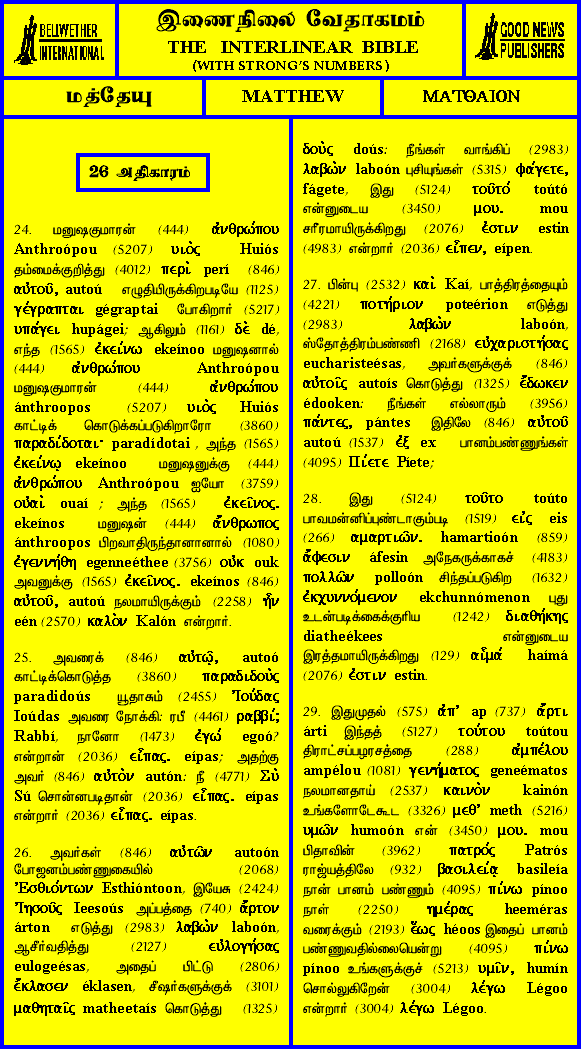 BELLWETHER
INTERNATIONAL
இணைநிலை வேதாகமம்
THE INTERLINEAR BIBLE
(WITH STRONG'S NUMBERS)
GOOD NEWS
PUBLISHERS
மத்தேயு
MATTHEW
ΜΑΤΘΑΙΟΝ
26 அதிகாரம்
24. மனுஷகுமாரன் (444) ἀνθρώπου
Anthroópou (5207) υιὸς Huiós
தம்மைக்குறித்து (4012) περὶ perí (846)
αὐτοῦ, autoú எழுதியிருக்கிறபடியே (1125)
γέγραπται gégraptai போகிறார் (5217)
υπάγει hupágei; ஆகிலும் (1161) δὲ dé,
எந்த (1565) ἐκείνω ekeínoo மனுஷனால்
(444) ἀνθρώπου Anthroópou
மனுஷகுமாரன் (444) ἀνθρώπου
ánthroopos (5207) υιὸς Huiós
காட்டிக் கொடுக்கப்படுகிறாரோ (3860)
παραδίδοται· paradídotai , அந்த (1565)
ἐκείνῳ ekeínoo மனுஷனுக்கு (444)
ἀνθρώπου Anthroópou ஐயோ (3759)
οὐαὶ ouaí ; அந்த (1565) ἐκεῖνος.
ekeínos மனுஷன் (444) ἄνθρωπος
ánthroopos பிறவாதிருந்தானானால் (1080)
ἐγεννήθη egenneéthee (3756) οὐκ ouk
அவனுக்கு (1565) ἐκεῖνος. ekeínos (846)
αὐτοῦ, autoú நலமாயிருக்கும் (2258) ἦν
eén (2570) καλὸν Kalón என்றார்.
25. அவரைக் (846) αὐτῷ, autoó
காட்டிக்கொடுத்த (3860) παραδιδοὺς
paradidoús யூதாசும் (2455) Ἰούδας
Ioúdas அவரை நோக்கி: ரபீ (4461) ραββί;
Rabbí, நானோ (1473) ἐγώ egoó?
என்றான் (2036) εἶπας. eípas; அதற்கு
அவர் (846) αὐτὸν autón: நீ (4771) Σὺ
Sú சொன்னபடிதான் (2036) εἶπας. eípas
என்றார் (2036) εἶπας. eípas.
26. அவர்கள் (846) αὐτῶν autoón
போஜனம்பண்ணுகையில் (2068)
Ἐσθιόντων Esthióntoon, இயேசு (2424)
Ἰησοῦς Ieesoús அப்பத்தை (740) ἄρτον
árton எடுத்து (2983) λαβὼν laboón,
ஆசீர்வதித்து (2127) εὐλογήσας
eulogeésas, அதைப் பிட்டு (2806)
ἔκλασεν éklasen, சீஷர்களுக்குக் (3101)
μαθηταῖς matheetaís கொடுத்து (1325)
δοὺς doús: நீங்கள் வாங்கிப் (2983)
λαβὼν laboón புசியுங்கள் (5315) φάγετε,
fágete, இது (5124) τοῦτό toútó
என்னுடைய (3450) μου. mou
சரீரமாயிருக்கிறது (2076) ἐστιν estin
(4983) என்றார் (2036) εἶπεν, eípen.
27. பின்பு (2532) καὶ Kaí, பாத்திரத்தையும்
(4221) ποτήριον poteérion எடுத்து
(2983) λαβὼν laboón,
ஸ்தோத்திரம்பண்ணி (2168) εὐχαριστήσας
eucharisteésas, அவர்களுக்குக் (846)
αὐτοῖς autoís கொடுத்து (1325) ἔδωκεν
édooken: நீங்கள் எல்லாரும் (3956)
πάντες, pántes இதிலே (846) αὐτοῦ
autoú (1537) ἐξ ex பானம்பண்ணுங்கள்
(4095) Πίετε Píete;
28. இது (5124) τοῦτο toúto
பாவமன்னிப்புண்டாகும்படி (1519) εἰς eis
(266) αμαρτιῶν. hamartioón (859)
ἄφεσιν áfesin அநேகருக்காகச் (4183)
πολλῶν polloón சிந்தப்படுகிற (1632)
ἐκχυννόμενον ekchunnómenon புது
உடன்படிக்கைக்குரிய (1242) διαθήκης
diatheékees என்னுடைய
இரத்தமாயிருக்கிறது (129) αἷμά haímá
(2076) ἐστιν estin.
29. இதுமுதல் (575) ἀπ' ap (737) ἄρτι
árti இந்தத் (5127) τούτου toútou
திராட்சப்பழரசத்தை (288) ἀμπέλου
ampélou (1081) γενήματος geneématos
நவமானதாய் (2537) καινὸν kainón
உங்களோடேகூட (3326) μεθ' meth (5216)
υμῶν humoón என் (3450) μου. mou
பிதாவின் (3962) πατρός Patrós
ராஜ்யத்திலே (932) βασιλείᾳ basileía
நான் பானம் பண்ணும் (4095) πίνω pínoo
நாள் (2250) ημέρας heeméras
வரைக்கும் (2193) ἕως héoos இதைப் பானம்
பண்ணுவதில்லையென்று (4095) πίνω
pínoo உங்களுக்குச் (5213) υμῖν, humín
சொல்லுகிறேன் (3004) λέγω Légoo
என்றார் (3004) λέγω Légoo.